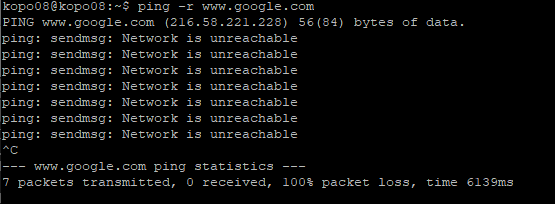 kopo08@kopo08:~$ ping -r www.google.com
PING www.google.com (216.58.221.228) 56(84) bytes of data.
ping: sendmsg: Network is unreachable
ping: sendmsg: Network is unreachable
ping: sendmsg: Network is unreachable
ping: sendmsg: Network is unreachable
ping: sendmsg: Network is unreachable
ping: sendmsg: Network is unreachable
ping: sendmsg: Network is unreachable
^C
--- www.google.com ping statistics ---
7 packets transmitted, 0 received, 100% packet loss, time 6139ms